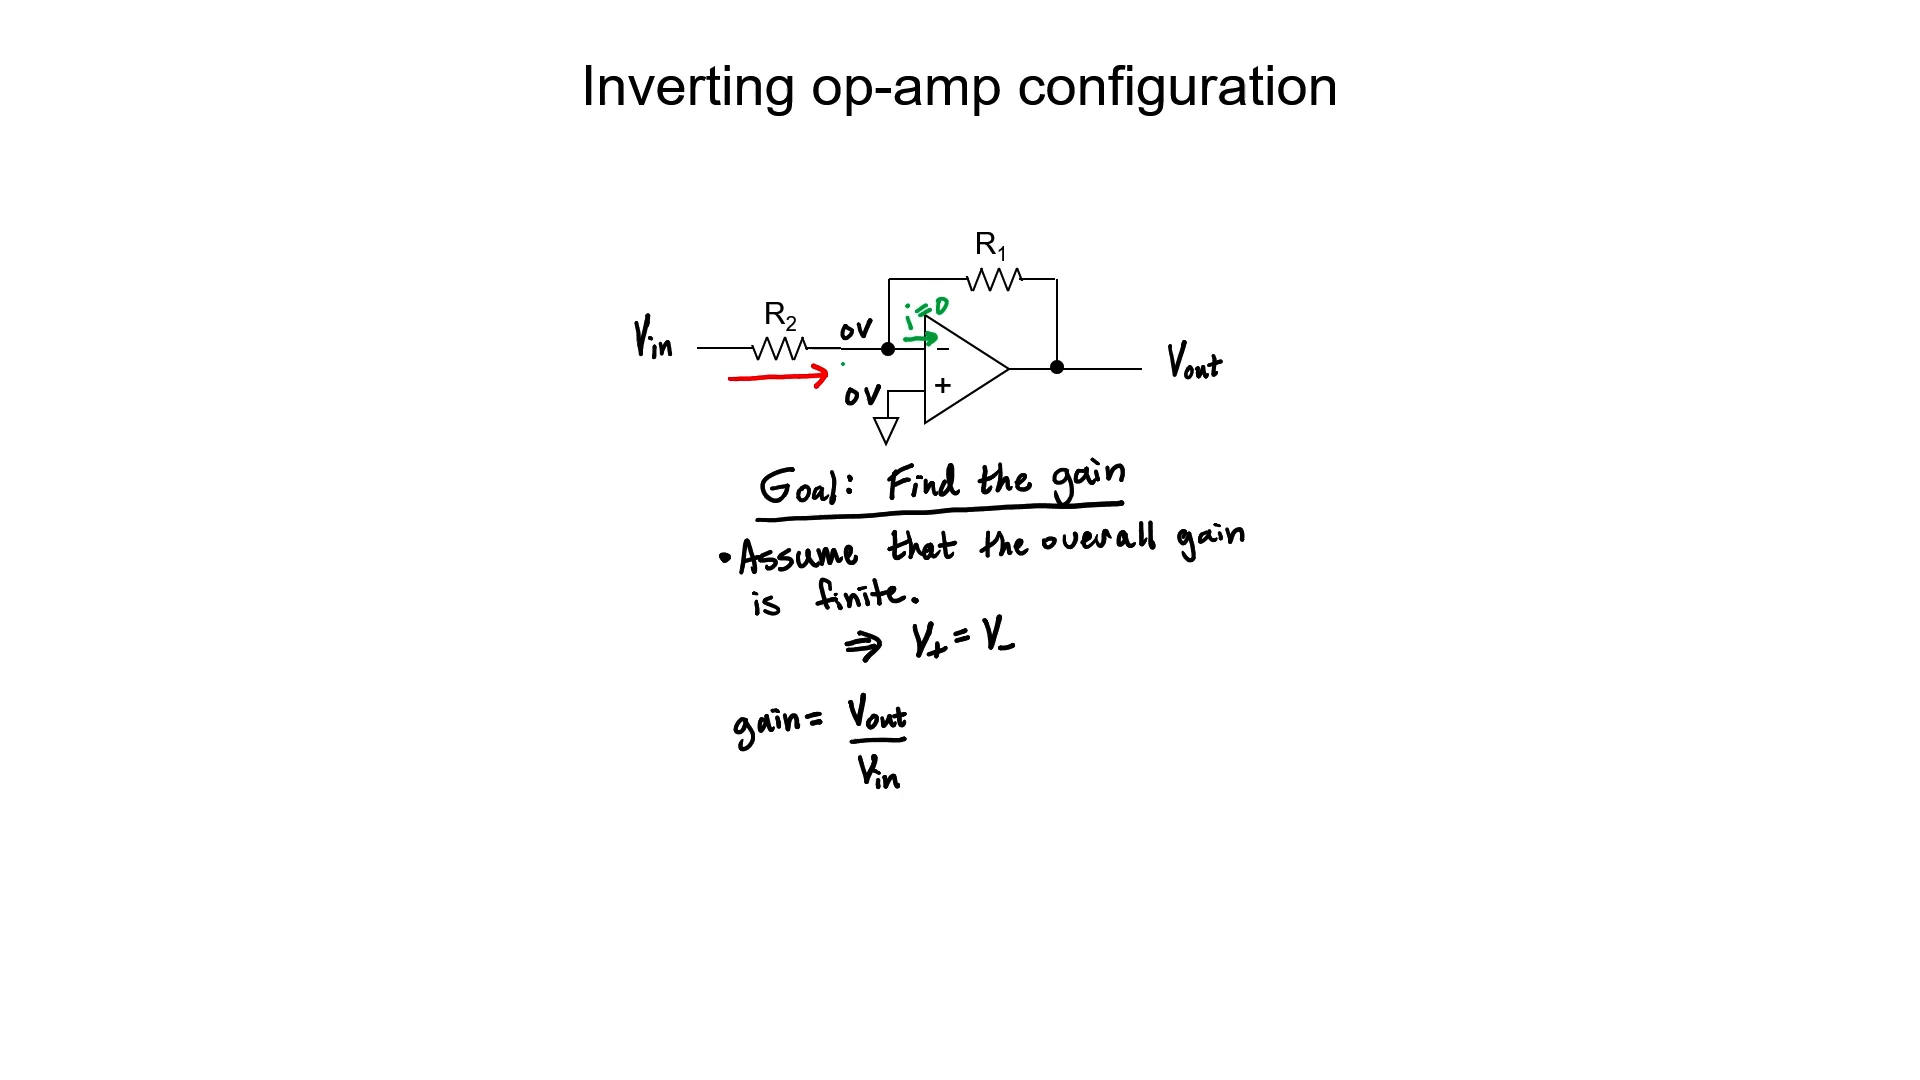 Inverting op-amp configuration
R1
i=0
R2
Vin
0V
−
Vout
0V
+
Goal: Find the gain
• Assume that the overall gain
is finite.
⇒ V+ = V−
gain = Vout
Vin